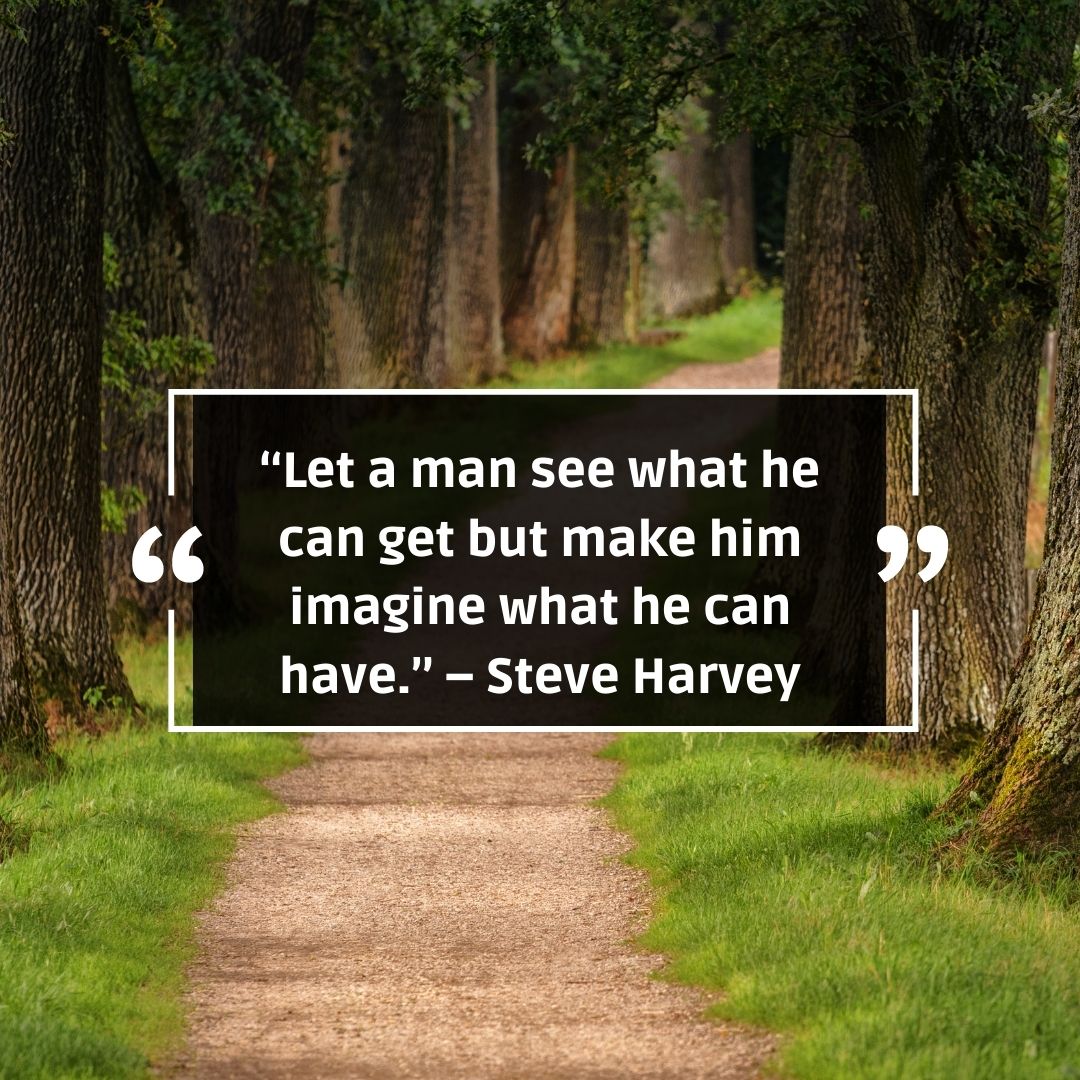 “Let a man see what he
can get but make him
imagine what he can
have.” – Steve Harvey